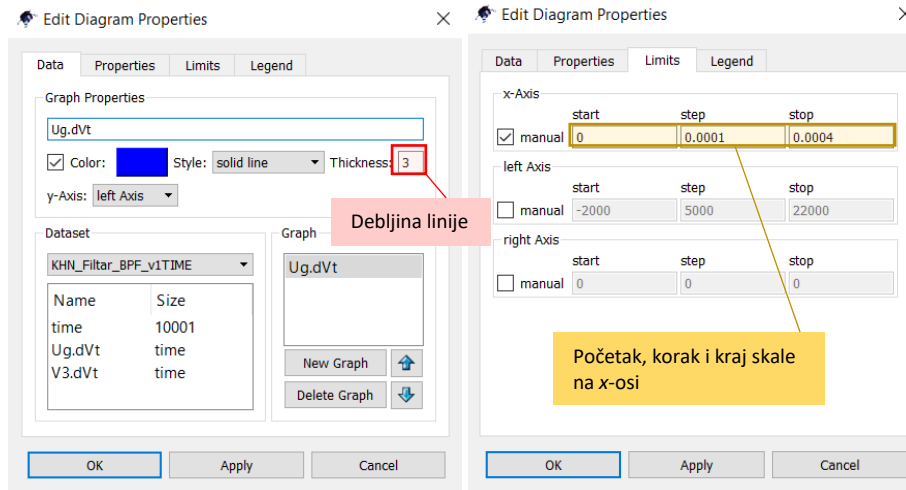 Edit Diagram Properties
Data Properties Limits Legend
Graph Properties
Ug.dVt
Color: Style: solid line Thickness: 3
y-Axis: left Axis
Debljina linije
Dataset
KHN_Filtar_BPF_v1TIME
Name Size
time 10001
Ug.dVt time
V3.dVt time
Graph
Ug.dVt
New Graph
Delete Graph
OK Apply Cancel
Edit Diagram Properties
Data Properties Limits Legend
x-Axis
start step stop
manual 0 0.0001 0.0004
left Axis
start step stop
manual -2000 5000 22000
right Axis
start step stop
manual 0 0 0
Početak, korak i kraj skale
na x-osi
OK Apply Cancel